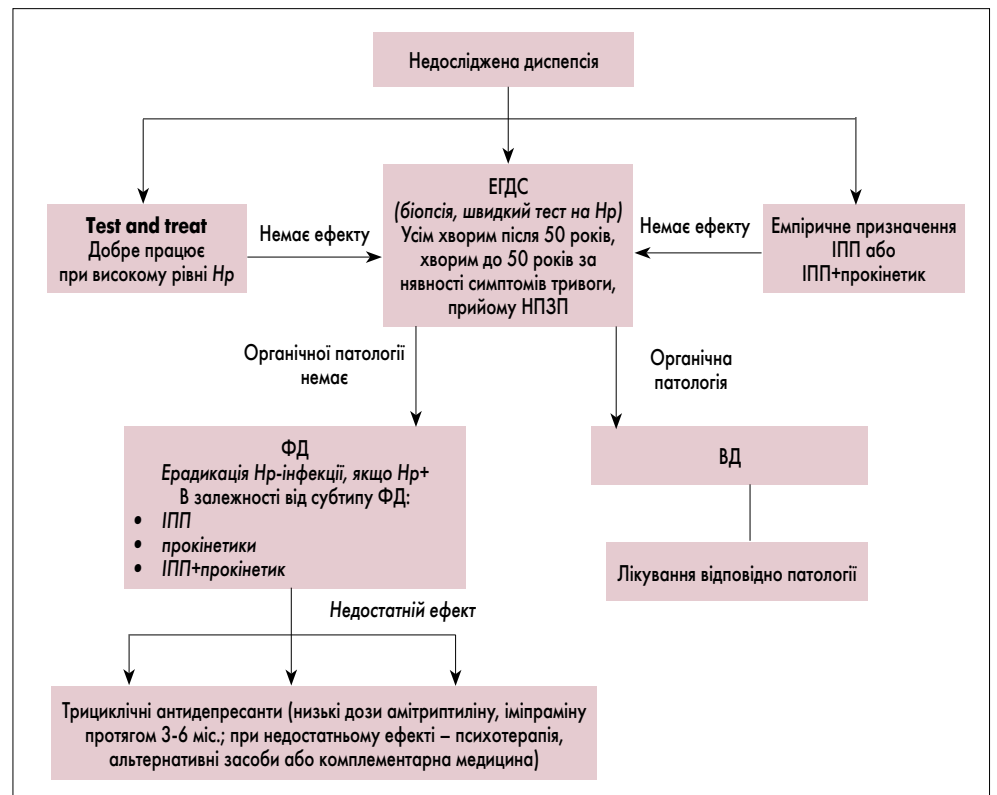 Недосліджена диспепсія
Test and treat
Добре працює
при високому рівні Hp
Немає ефекту
ЕГДС
(біопсія, швидкий тест на Hp)
Усім хворим після 50 років,
хворим до 50 років за
нявності симптомів тривоги,
прийому НПЗП
Немає ефекту
Емпіричне призначення
ІПП або
ІПП+прокінетик
Органічної патології
немає
Органічна
патологія
ФД
Ерадикація Нр-інфекції, якщо Нр+
В залежності від субтипу ФД:
• ІПП
• прокінетики
• ІПП+прокінетик
ВД
Лікування відповідно патології
Недостатній ефект
Трициклічні антидепресанти (низькі дози амітриптиліну, іміпраміну
протягом 3-6 міс.; при недостатньому ефекті – психотерапія,
альтернативні засоби або комплементарна медицина)